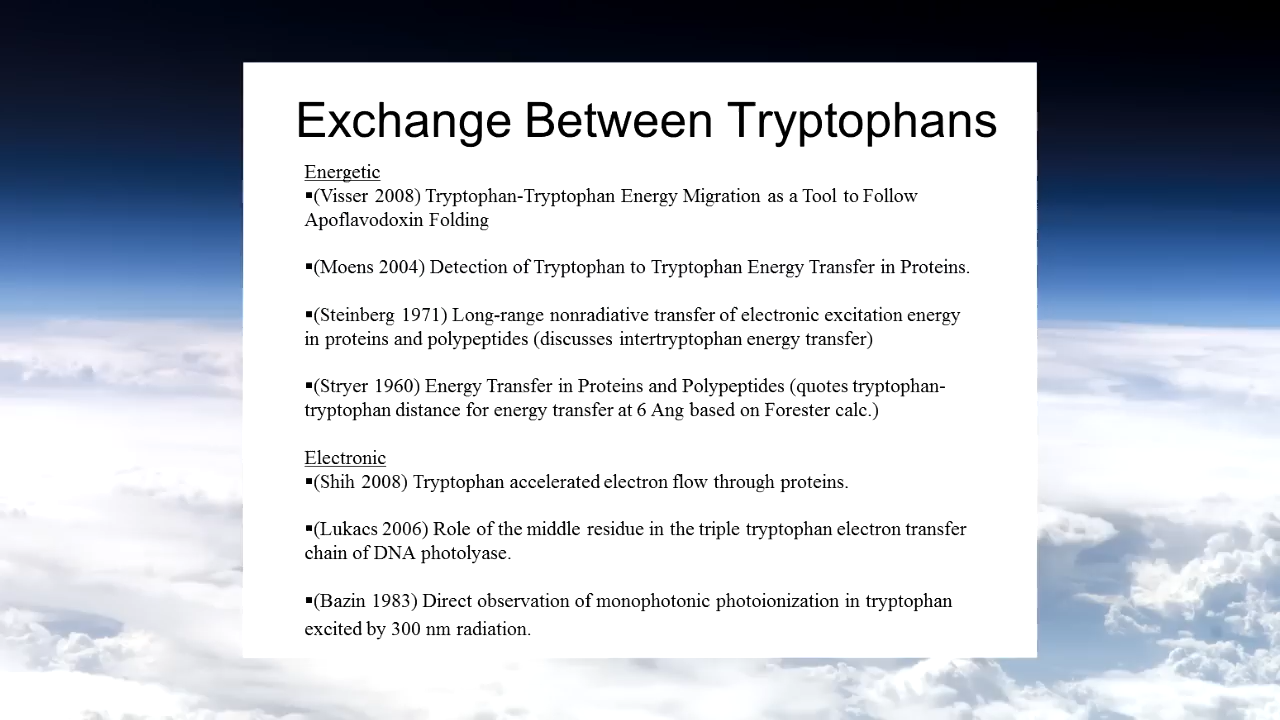 Exchange Between Tryptophans
Energetic
▪(Visser 2008) Tryptophan-Tryptophan Energy Migration as a Tool to Follow
Apoflavodoxin Folding
▪(Moens 2004) Detection of Tryptophan to Tryptophan Energy Transfer in Proteins.
▪(Steinberg 1971) Long-range nonradiative transfer of electronic excitation energy
in proteins and polypeptides (discusses intertryptophan energy transfer)
▪(Stryer 1960) Energy Transfer in Proteins and Polypeptides (quotes tryptophan-
tryptophan distance for energy transfer at 6 Ang based on Forester calc.)
Electronic
▪(Shih 2008) Tryptophan accelerated electron flow through proteins.
▪(Lukacs 2006) Role of the middle residue in the triple tryptophan electron transfer
chain of DNA photolyase.
▪(Bazin 1983) Direct observation of monophotonic photoionization in tryptophan
excited by 300 nm radiation.